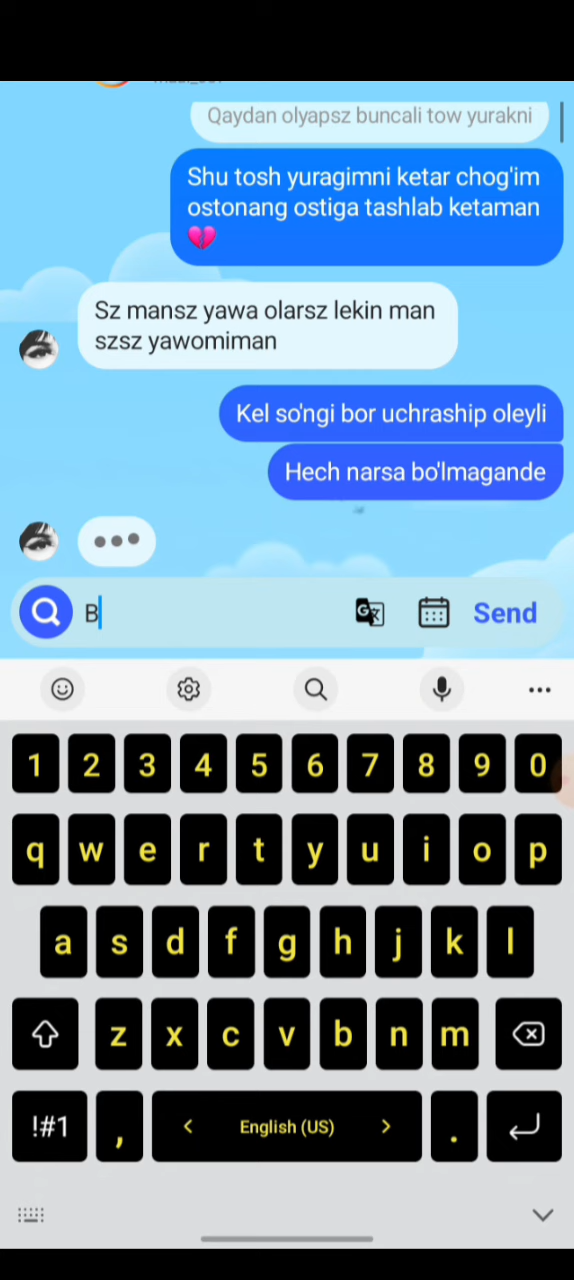 Qaydan olyapsz buncali tow yurakni
Shu tosh yuragimni ketar chog'im
ostonang ostiga tashlab ketaman
💔
Sz mansz yawa olarsz lekin man
szsz yawomiman
Kel so'ngi bor uchraship oleyli
Hech narsa bo'lmagande
B
Send
1 2 3 4 5 6 7 8 9 0
q w e r t y u i o p
a s d f g h j k l
z x c v b n m
!#1 , < English (US) > .